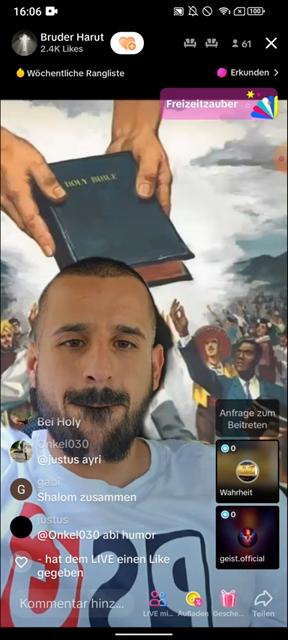 16:06
100
Bruder Harut
2.4K Likes
61
Wöchentliche Rangliste
Erkunden >
Freizeitzauber
HOLY BIBLE
Bei Holy
Onkel030
@justus ayri
G
gabi
Shalom zusammen
justus
@Onkel030 abi humor
- hat dem LIVE einen Like
gegeben
Anfrage zum
Beitreten
0
Wahrheit
0
geist.official
Kommentar hinz...
LIVE mi...
Aufladen
Gesche...
Teilen